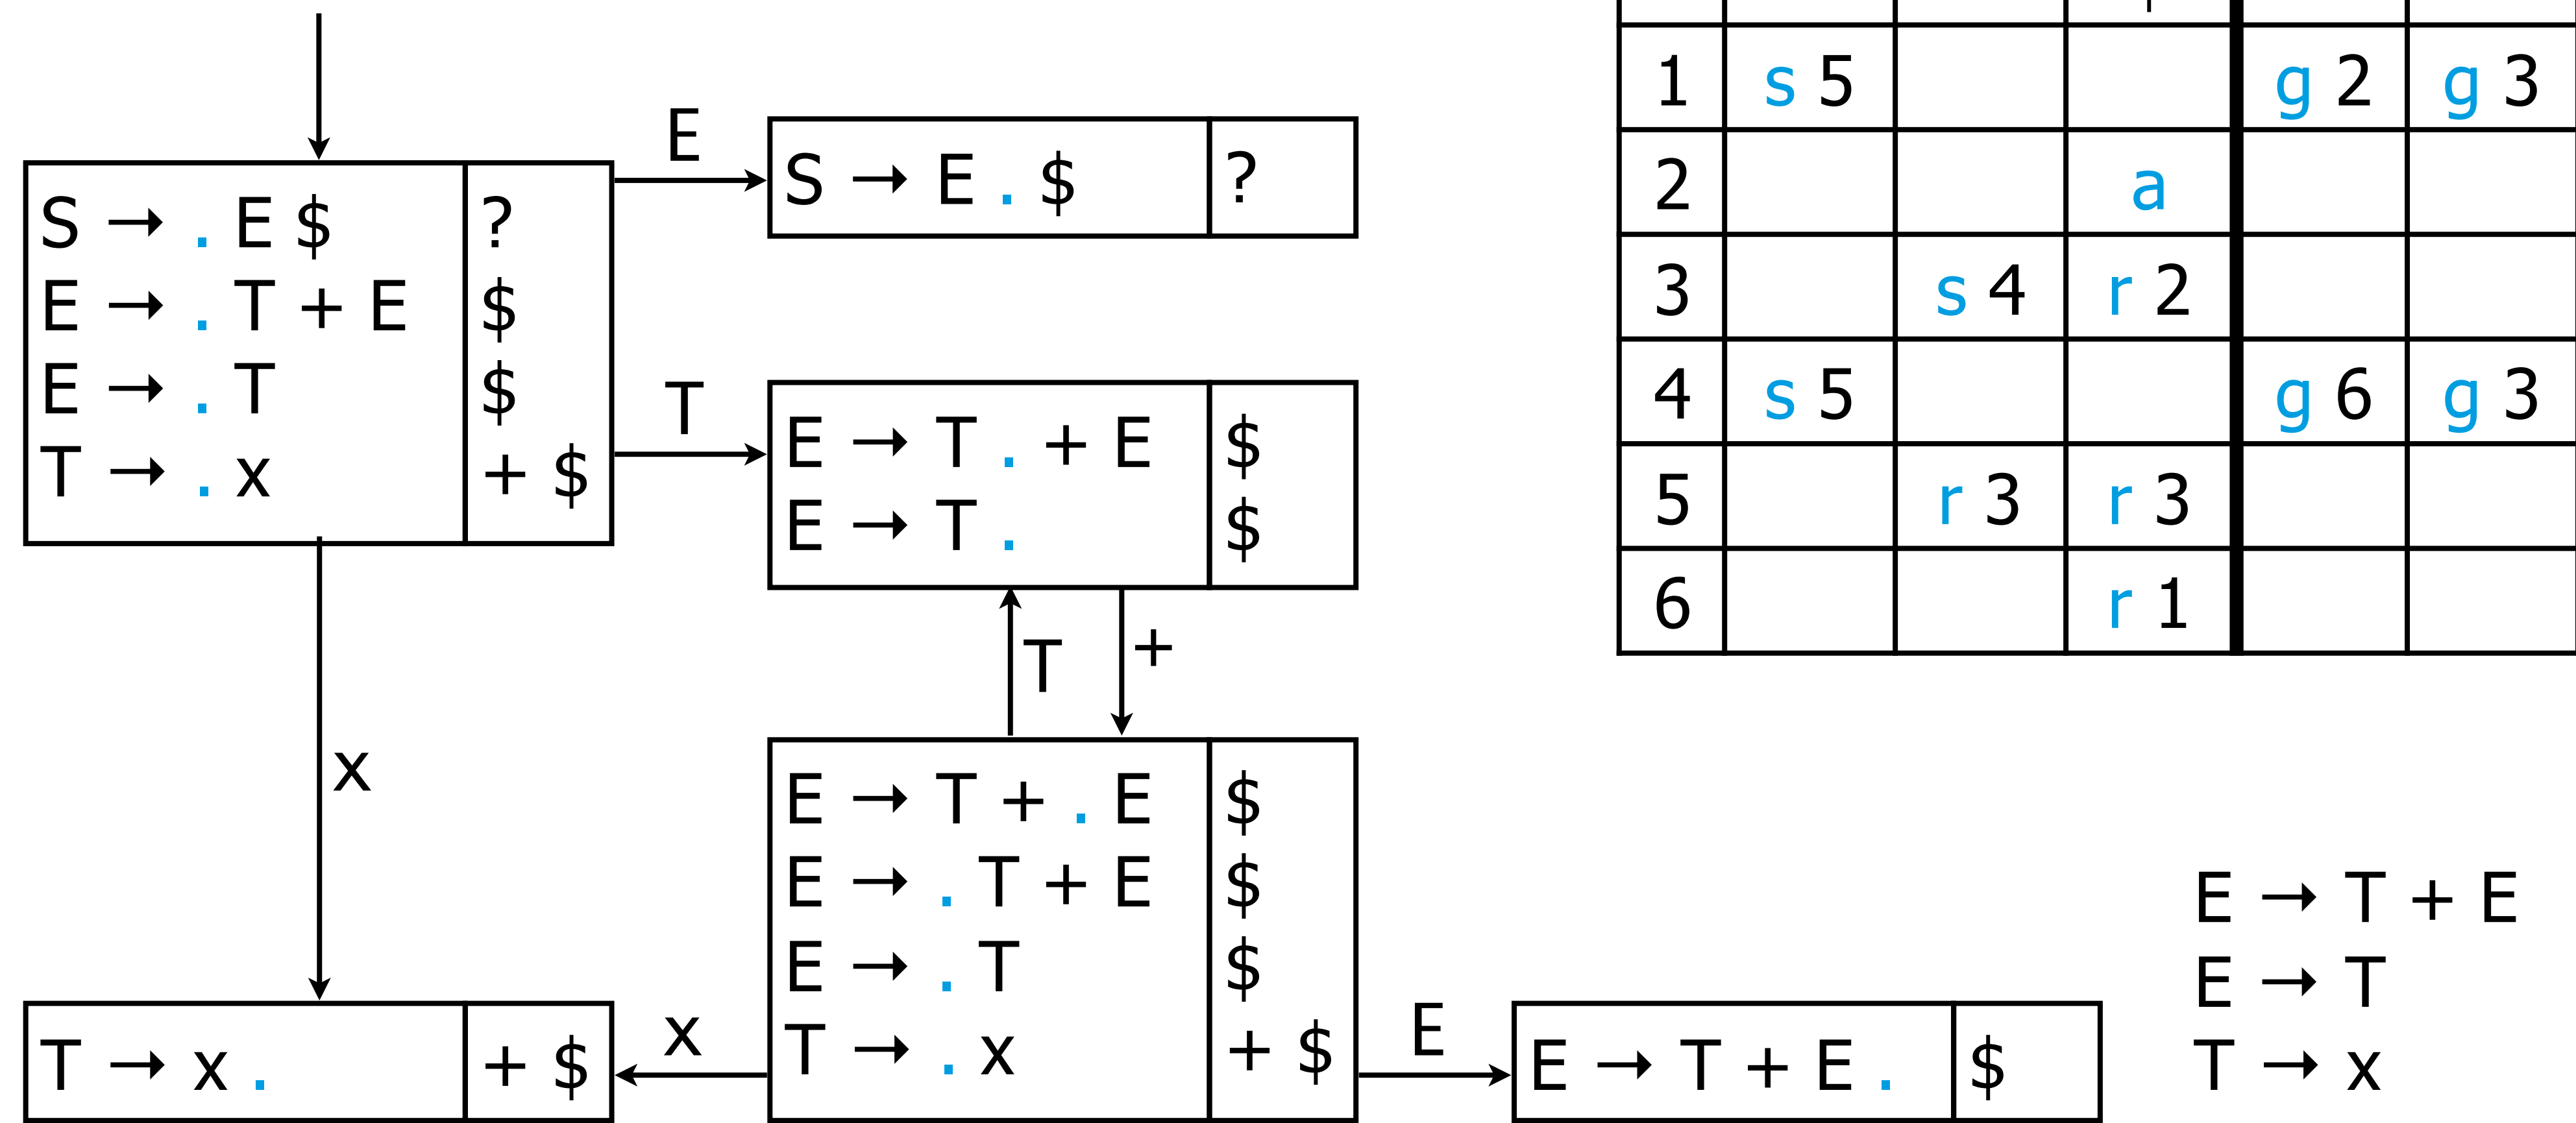 E
S → . E $ ?
E → . T + E $
E → . T $
T → . x + $
S → E . $ ?
T
E → T . + E $
E → T . $
T
+
x
E → T + . E $
E → . T + E $
E → . T $
T → . x + $
x
E
T → x . + $
E → T + E . $
1 s 5 g 2 g 3
2 a
3 s 4 r 2
4 s 5 g 6 g 3
5 r 3 r 3
6 r 1
E → T + E
E → T
T → x